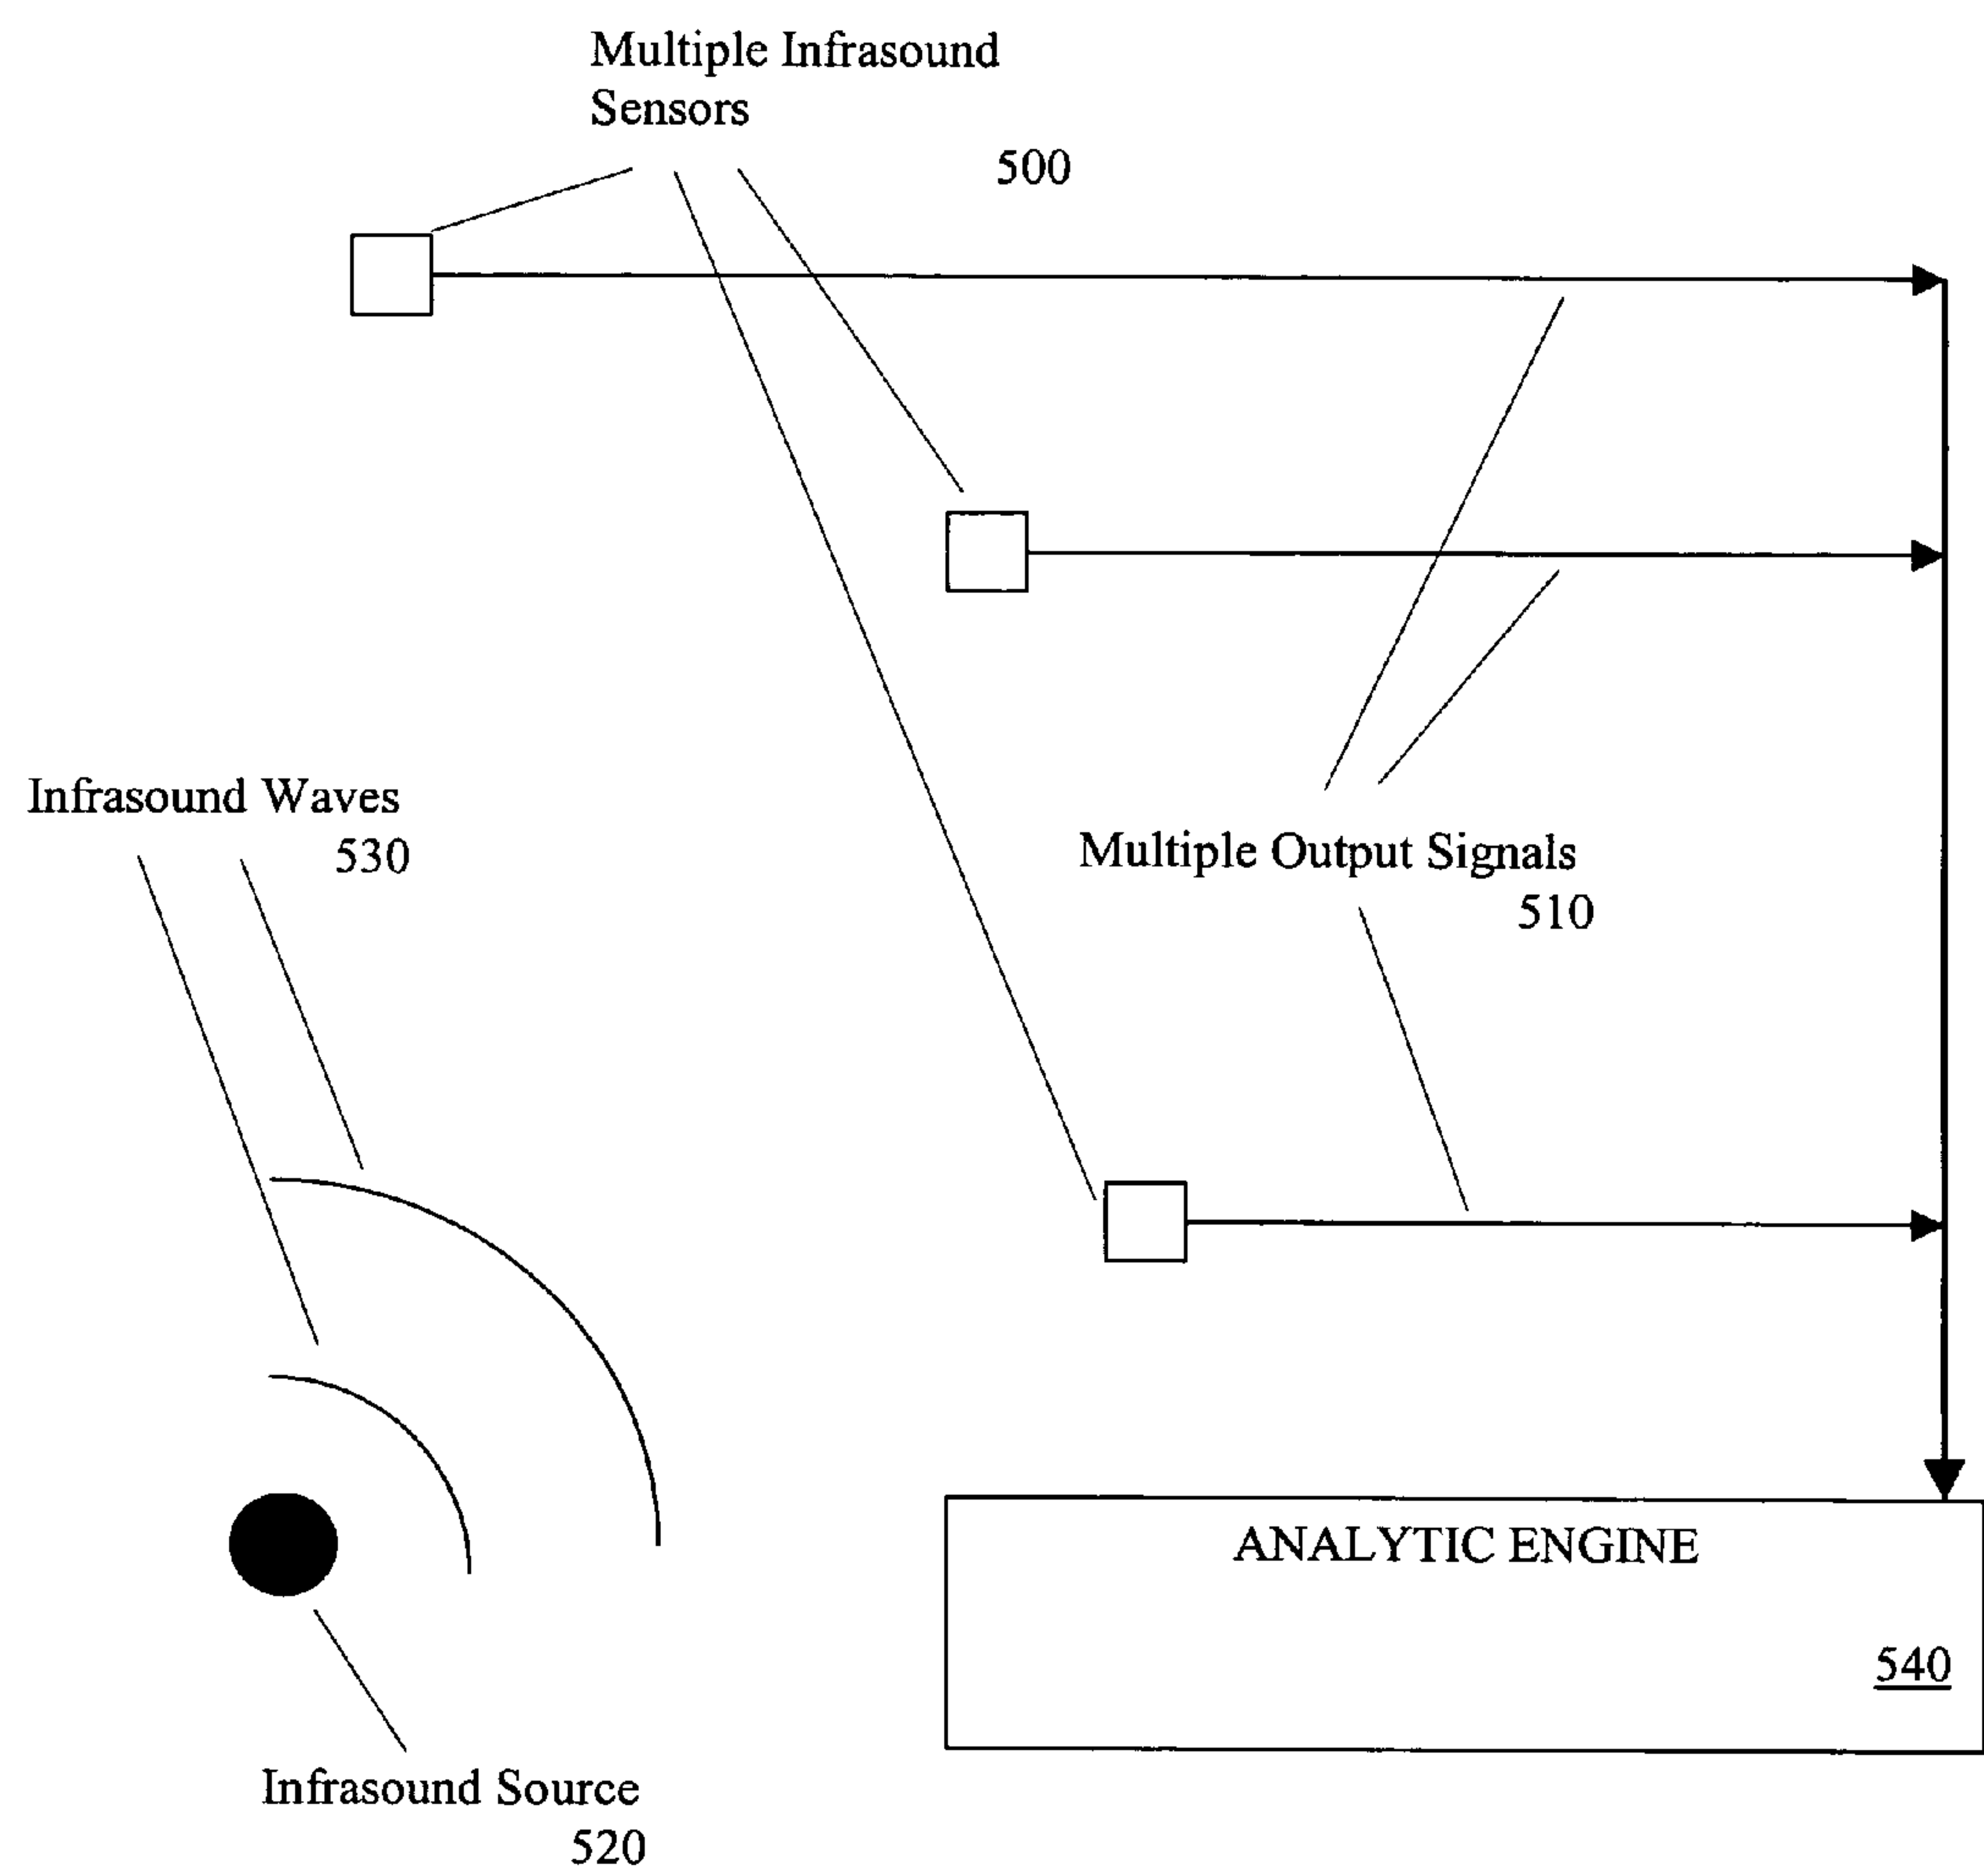 Multiple Infrasound
Sensors
500
Infrasound Waves
530
Multiple Output Signals
510
ANALYTIC ENGINE
540
Infrasound Source
520